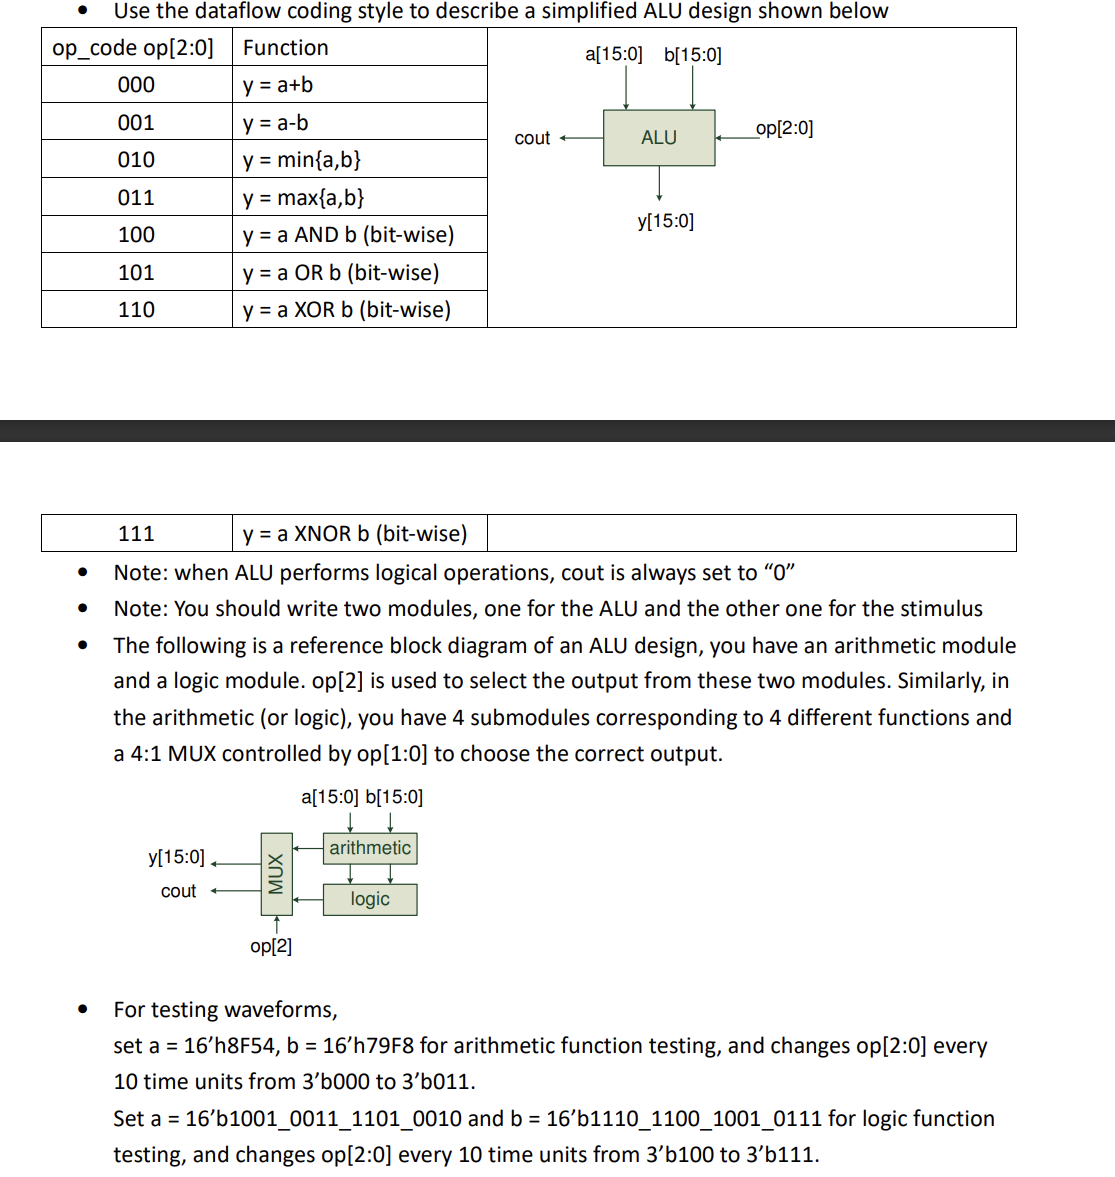 • Use the dataflow coding style to describe a simplified ALU design shown below
op_code op[2:0] Function
000 y = a+b
001 y = a-b
010 y = min{a,b}
011 y = max{a,b}
100 y = a AND b (bit-wise)
101 y = a OR b (bit-wise)
110 y = a XOR b (bit-wise)
a[15:0] b[15:0]
cout ALU op[2:0]
y[15:0]
111 y = a XNOR b (bit-wise)
• Note: when ALU performs logical operations, cout is always set to “0”
• Note: You should write two modules, one for the ALU and the other one for the stimulus
• The following is a reference block diagram of an ALU design, you have an arithmetic module
and a logic module. op[2] is used to select the output from these two modules. Similarly, in
the arithmetic (or logic), you have 4 submodules corresponding to 4 different functions and
a 4:1 MUX controlled by op[1:0] to choose the correct output.
a[15:0] b[15:0]
arithmetic
y[15:0]
MUX
cout
logic
op[2]
• For testing waveforms,
set a = 16’h8F54, b = 16’h79F8 for arithmetic function testing, and changes op[2:0] every
10 time units from 3’b000 to 3’b011.
Set a = 16’b1001_0011_1101_0010 and b = 16’b1110_1100_1001_0111 for logic function
testing, and changes op[2:0] every 10 time units from 3’b100 to 3’b111.